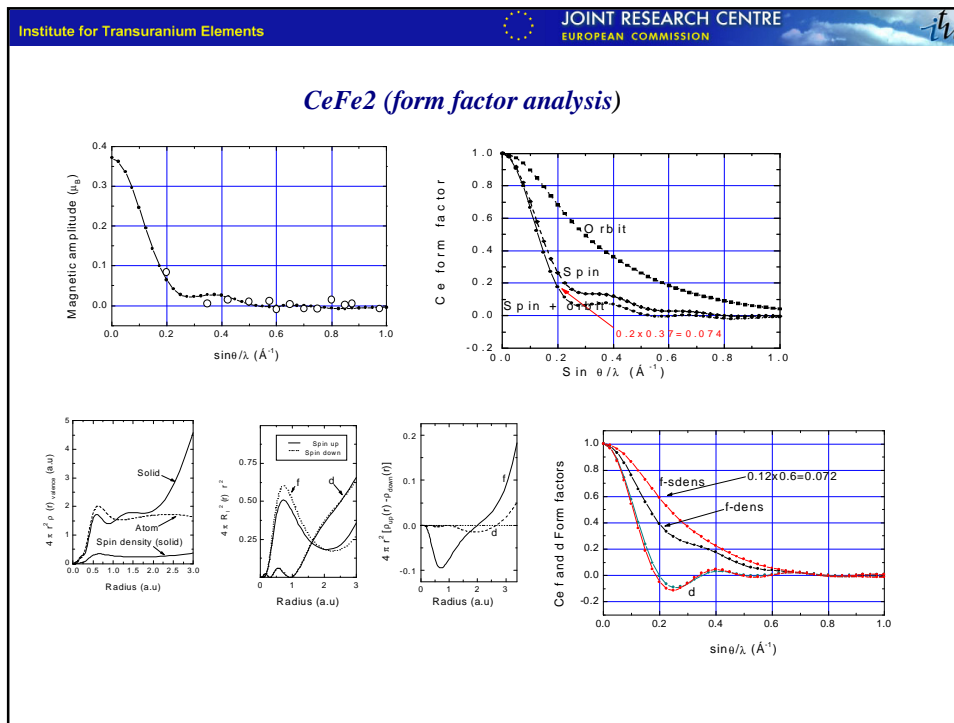 Institute for Transuranium Elements
JOINT RESEARCH CENTRE
EUROPEAN COMMISSION
itu
CeFe2 (form factor analysis)
Magnetic amplitude (μB)
0.4
0.3
0.2
0.1
0.0
0.0 0.2 0.4 0.6 0.8 1.0
sinθ/λ (Å-1)
Ce form factor
1.0
0.8
0.6
0.4
0.2
0.0
-0.2
Orbit
Spin
Spin + orbit
0.2x0.37=0.074
0.0 0.2 0.4 0.6 0.8 1.0
Sin θ/λ (Å-1)
4 π r2 ρ (r) valence (a.u)
5
4
3
2
1
0
Solid
Atom
Spin density (solid)
0.0 0.5 1.0 1.5 2.0 2.5 3.0
Radius (a.u)
4 π Rl2 (r) r2
0.75
0.50
0.25
Spin up
Spin down
f
d
0 1 2 3
Radius (a.u)
4 π r2 [ρup(r) -ρdown(r)]
0.2
0.1
0.0
-0.1
f
d
0 1 2 3
Radius (a.u)
Ce f and d Form factors
1.0
0.8
0.6
0.4
0.2
0.0
-0.2
f-sdens
0.12x0.6=0.072
f-dens
d
0.0 0.2 0.4 0.6 0.8 1.0
sinθ/λ (Å-1)